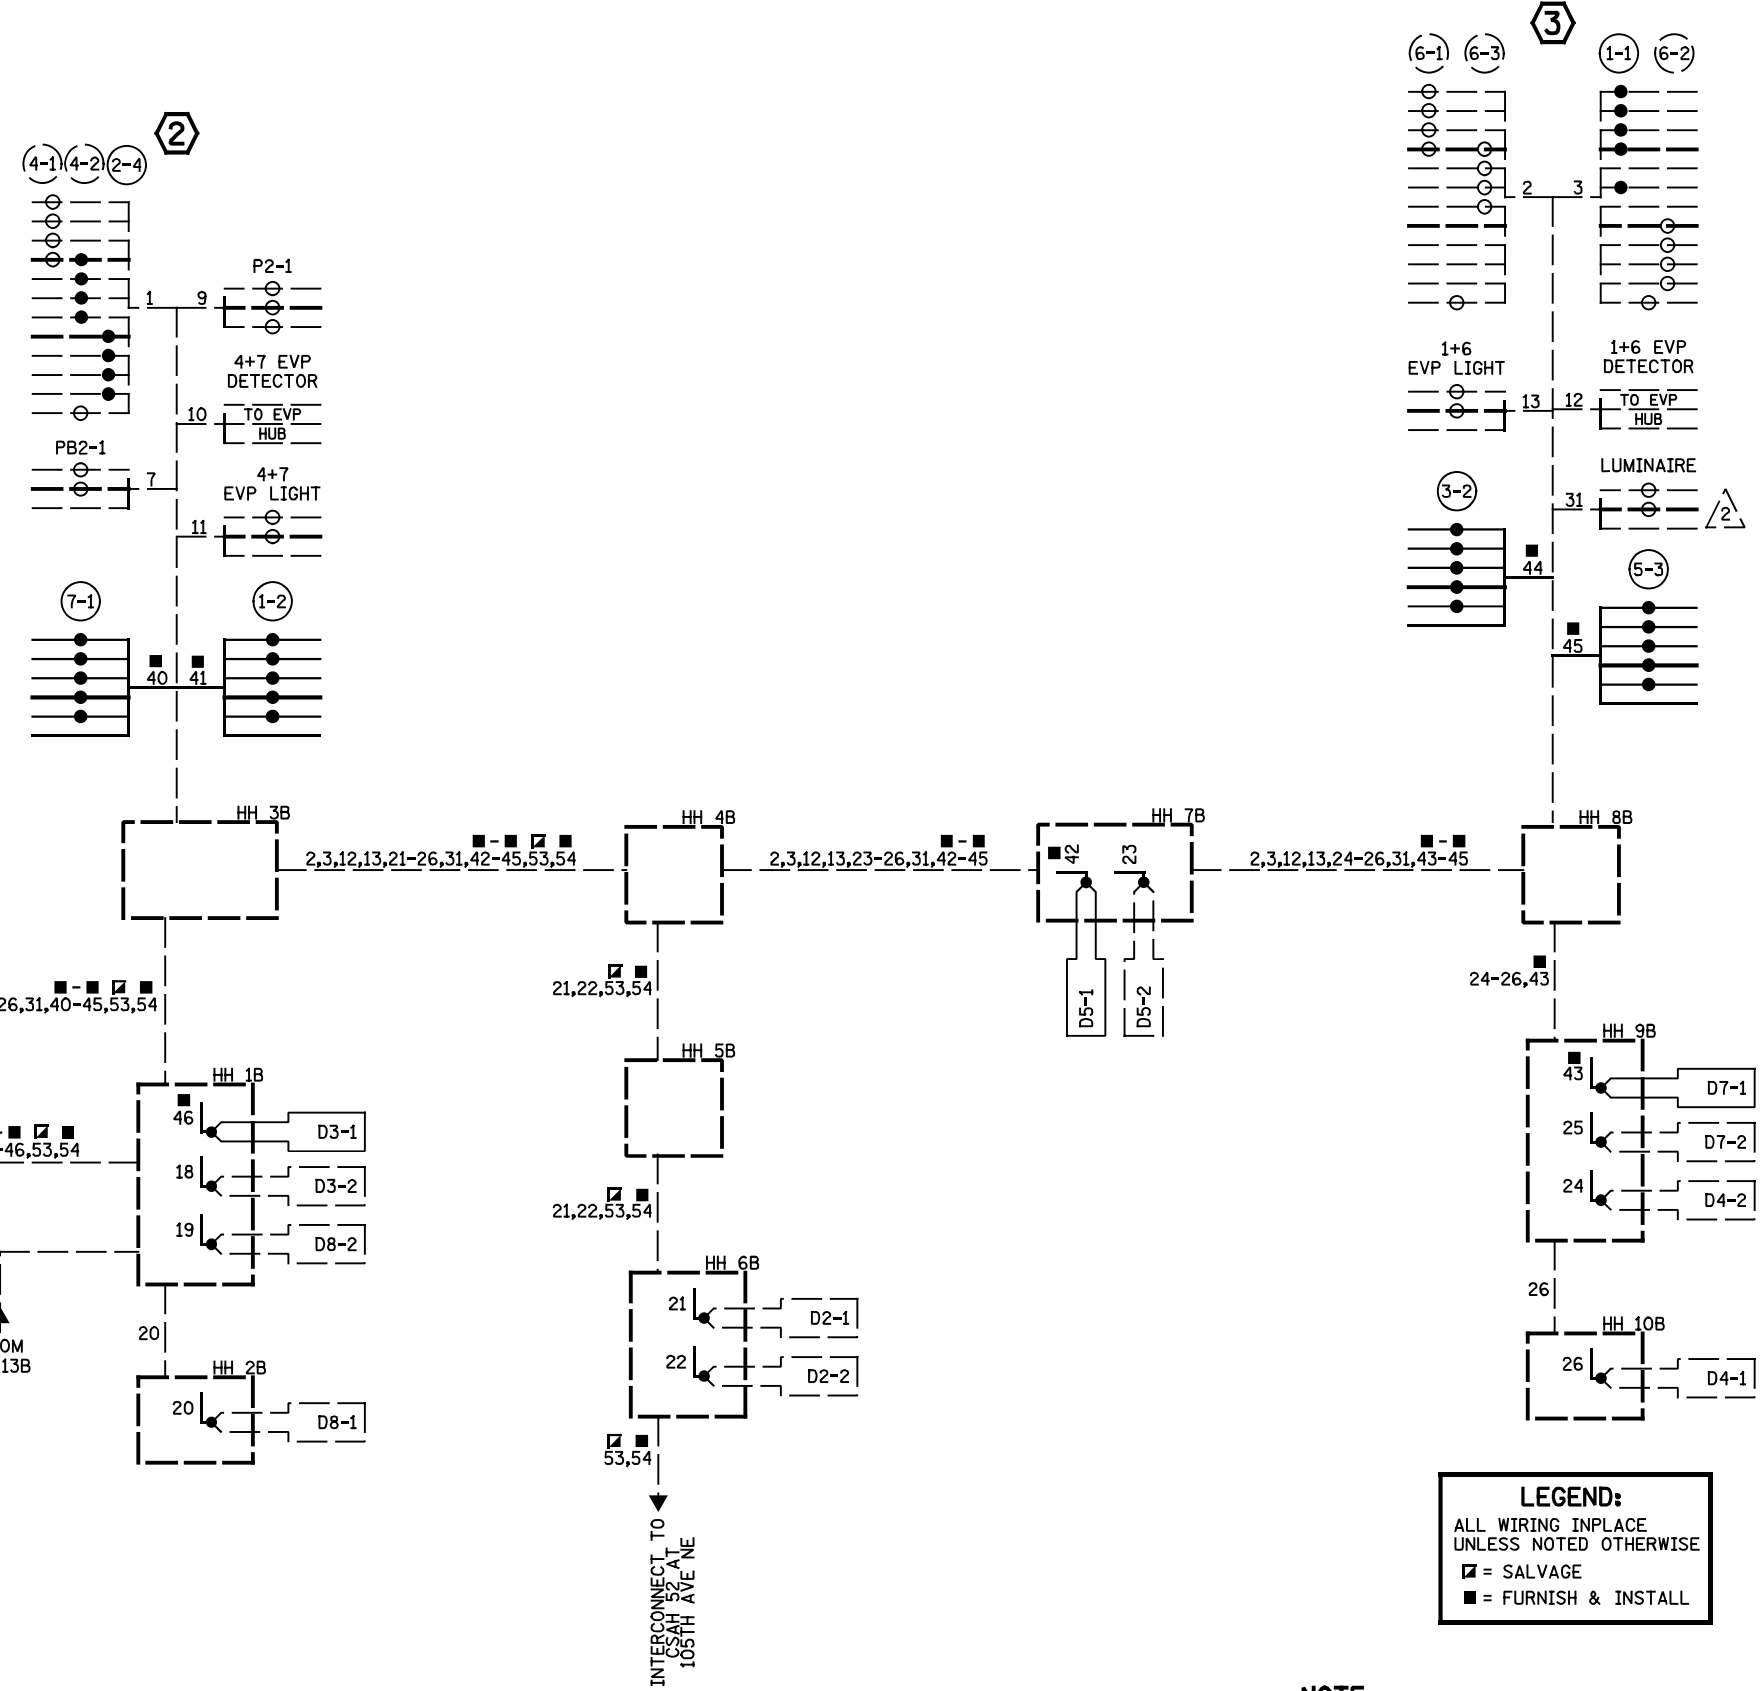 3
6-1 6-3 1-1 6-2
2
4-1 4-2 2-4
2 3
P2-1
1 9
4+7 EVP
DETECTOR
10 TO EVP
HUB
PB2-1
7
4+7
EVP LIGHT
11
1+6
EVP LIGHT
1+6 EVP
DETECTOR
13 12 TO EVP
HUB
LUMINAIRE
3-2
31 2
44
5-3
45
7-1 1-2
40 41
HH 3B
HH 4B
HH 7B
HH 8B
2,3,12,13,21-26,31,42-45,53,54
2,3,12,13,23-26,31,42-45
42
23
2,3,12,13,24-26,31,43-45
D5-1
D5-2
26,31,40-45,53,54
21,22,53,54
24-26,43
HH 1B
46 D3-1
18 D3-2
19 D8-2
-46,53,54
HH 5B
HH 9B
43 D7-1
25 D7-2
24 D4-2
21,22,53,54
HH 6B
21 D2-1
22 D2-2
26
HH 10B
26 D4-1
OM
13B
20
HH 2B
20 D8-1
53,54
INTERCONNECT TO
CSAH 52 AT
105TH AVE NE
LEGEND:
ALL WIRING INPLACE
UNLESS NOTED OTHERWISE
= SALVAGE
= FURNISH & INSTALL
NOTE